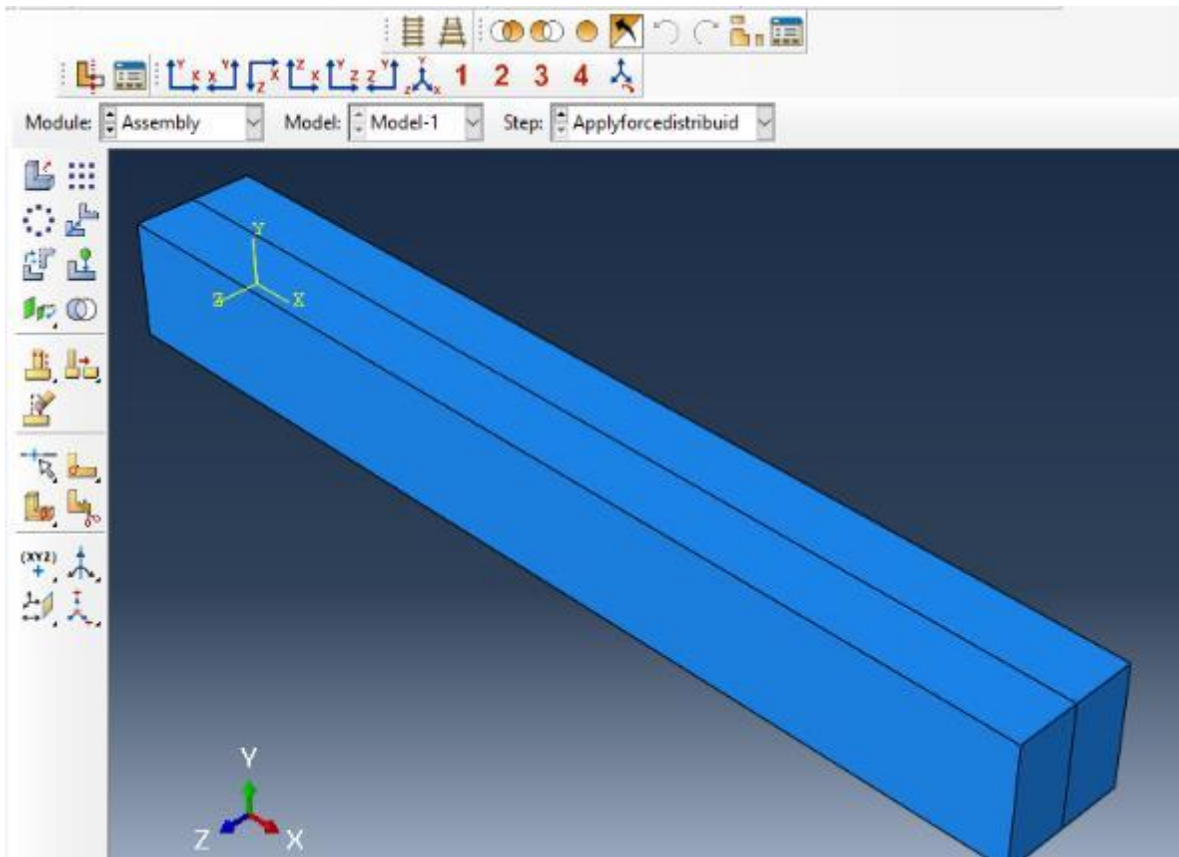 Y X X Y X Z Z X Y Z Z Y Y Z X 1 2 3 4
Module: Assembly Model: Model-1 Step: Applyforcedistribuid
Y
Z X
(XYZ)
Y
Z X